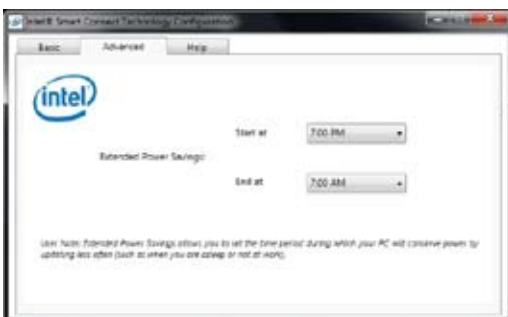 Intel® Smart Connect Technology Configuration
Basic Advanced Help
intel
Start at 7:00 PM
Extended Power Savings:
End at 7:00 AM
User Note: Extended Power Savings allows you to set the time period during which your PC will conserve power by
updating less often (such as when you are asleep or not at work).